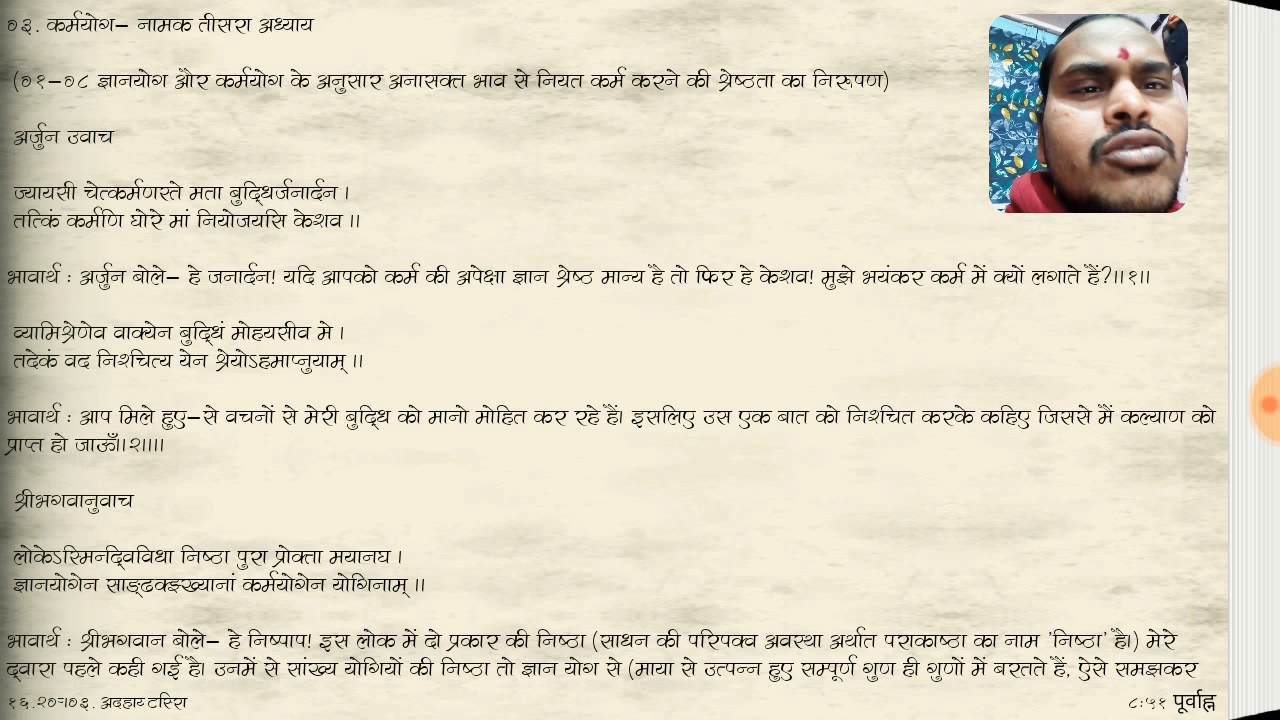 ०३. कर्मयोग— नामक तीसरा अध्याय
(०१—०८ ज्ञानयोग और कर्मयोग के अनुसार अनासक्त भाव से नियत कर्म करने की श्रेष्ठता का निरूपण)
अर्जुन उवाच
ज्यायसी चेत्कर्मणस्ते मता बुद्धिर्जनार्दन ।
तत्किं कर्मणि घोरे मां नियोजयसि केशव ।।
भावार्थ : अर्जुन बोले— हे जनार्दन! यदि आपको कर्म की अपेक्षा ज्ञान श्रेष्ठ मान्य है तो फिर हे केशव! मुझे भयंकर कर्म में क्यों लगाते हैं?।।१।।
व्यामिश्रेणेव वाक्येन बुद्धिं मोहयसीव मे ।
तदेकं वद निश्चित्य येन श्रेयोऽहमाप्नुयाम् ।।
भावार्थ : आप मिले हुए—से वचनों से मेरी बुद्धि को मानो मोहित कर रहे हैं। इसलिए उस एक बात को निश्चित करके कहिए जिससे मैं कल्याण को
प्राप्त हो जाऊँ।।२।।।।
श्रीभगवानुवाच
लोकेऽस्मिनद्विविधा निष्ठा पुरा प्रोक्ता मयानघ ।
ज्ञानयोगेन कर्मयोगेन योगिनाम् ।।
भावार्थ : श्रीभगवान बोले— हे निष्पाप! इस लोक में दो प्रकार की निष्ठा (साधन की परिपक्व अवस्था अर्थात पराकाष्ठा का नाम 'निष्ठा' है।) मेरे
द्वारा पहले कही गई है। उनमें से सांख्य योगियों की निष्ठा तो ज्ञान योग से (माया से उत्पन्न हुए सम्पूर्ण गुण ही गुणों में बरतते हैं, ऐसे समझकर
८:५१ पूर्वाह्न